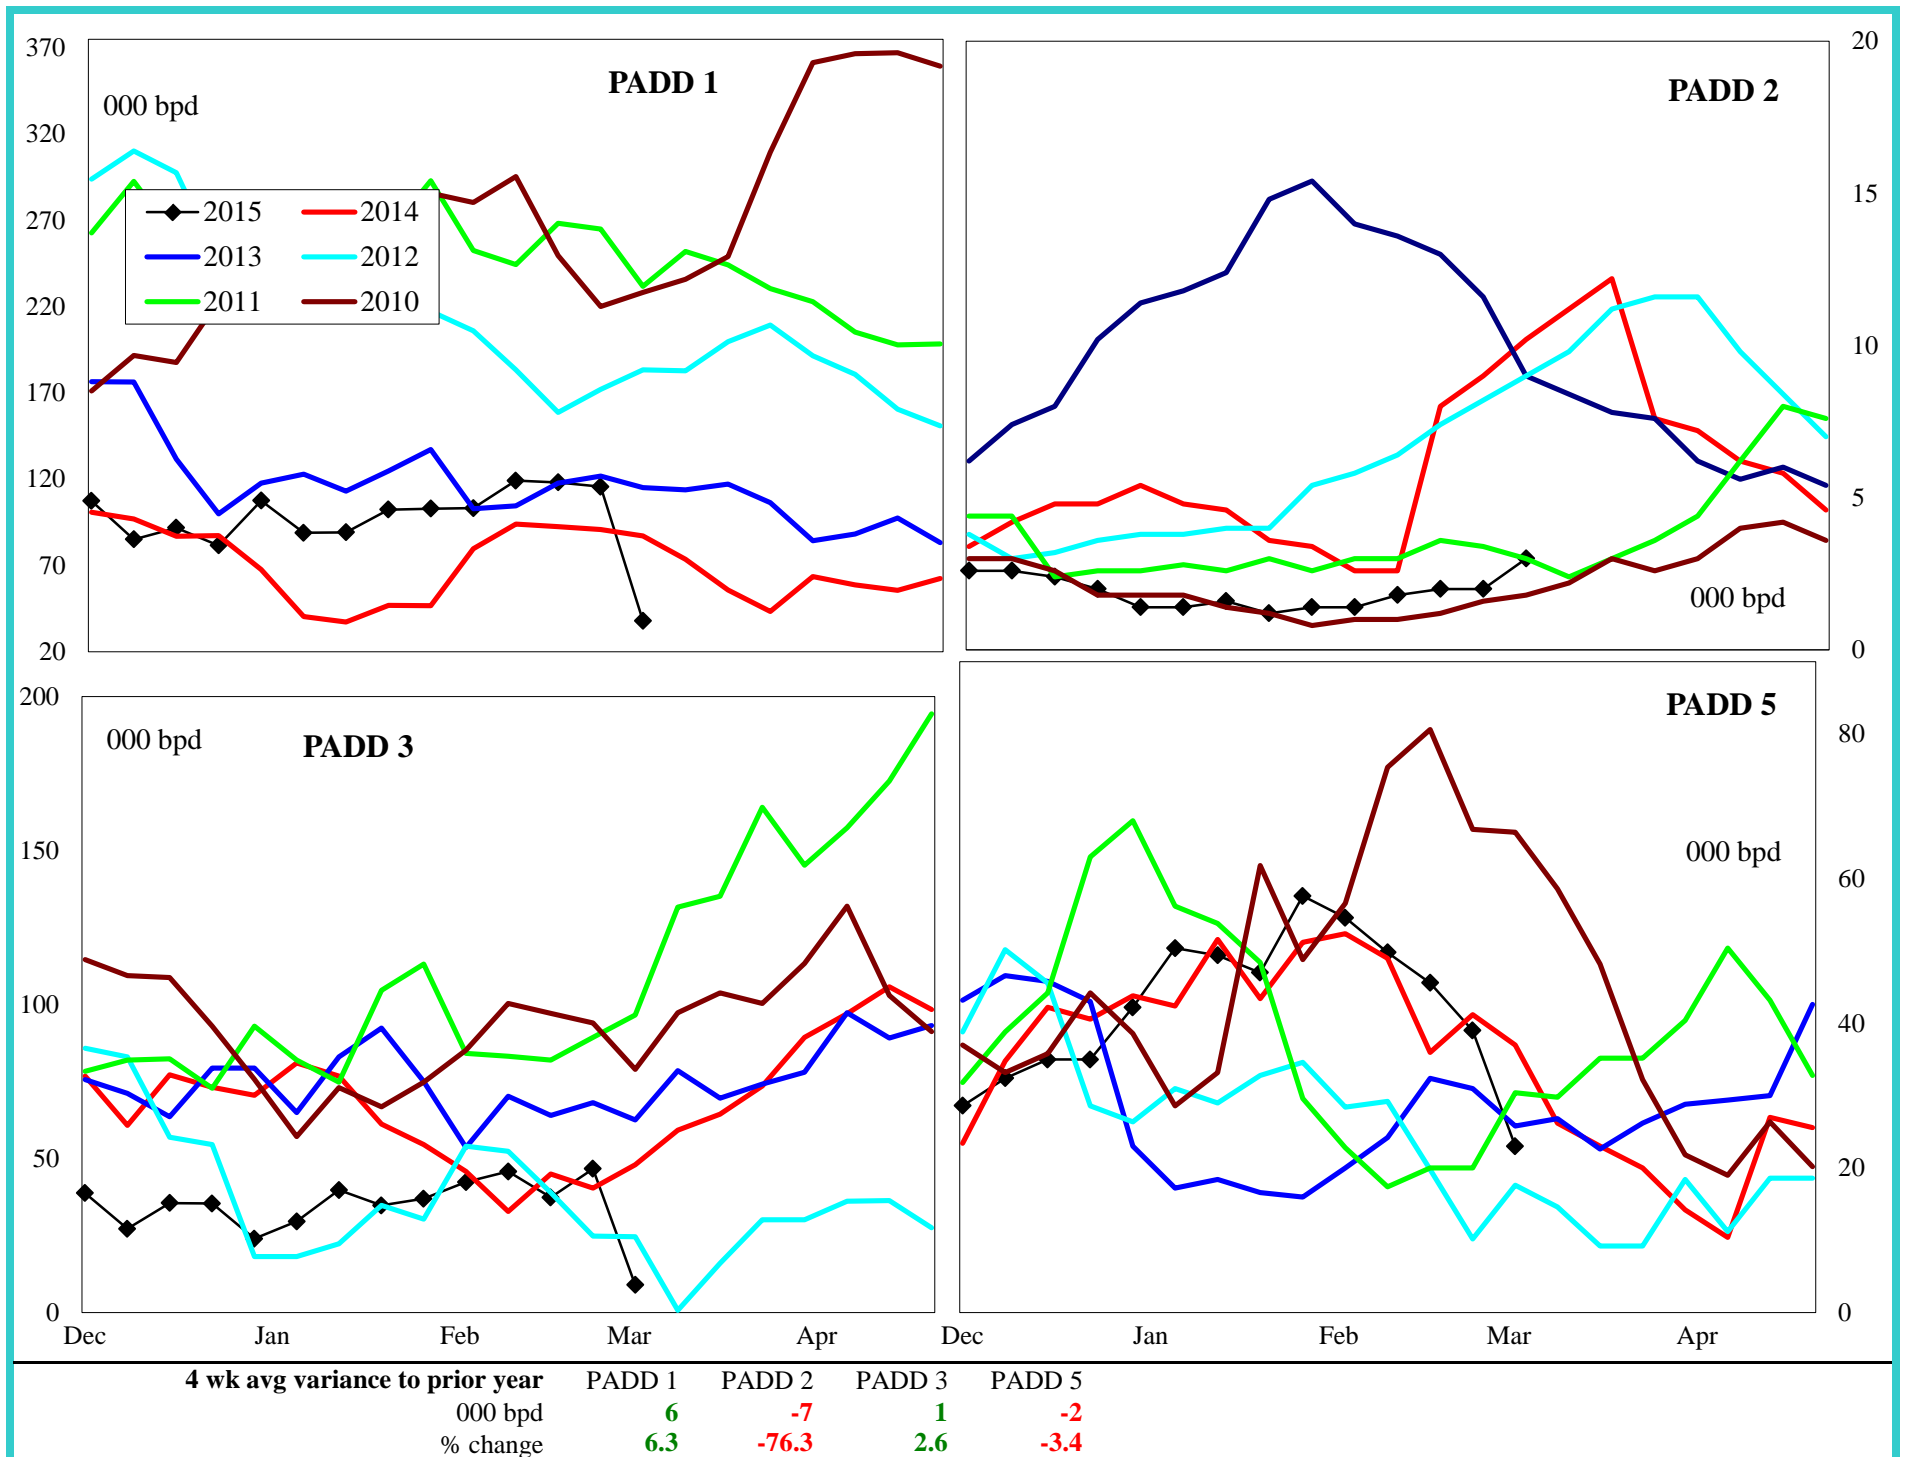 370
320
270
220
170
120
70
20
000 bpd
PADD 1
2015 2014
2013 2012
2011 2010
PADD 2
20
15
10
5
0
000 bpd
200
150
100
50
0
000 bpd
PADD 3
Dec Jan Feb Mar Apr
PADD 5
000 bpd
80
60
40
20
0
Dec Jan Feb Mar Apr
4 wk avg variance to prior year PADD 1 PADD 2 PADD 3 PADD 5
000 bpd 6 -7 1 -2
% change 6.3 -76.3 2.6 -3.4